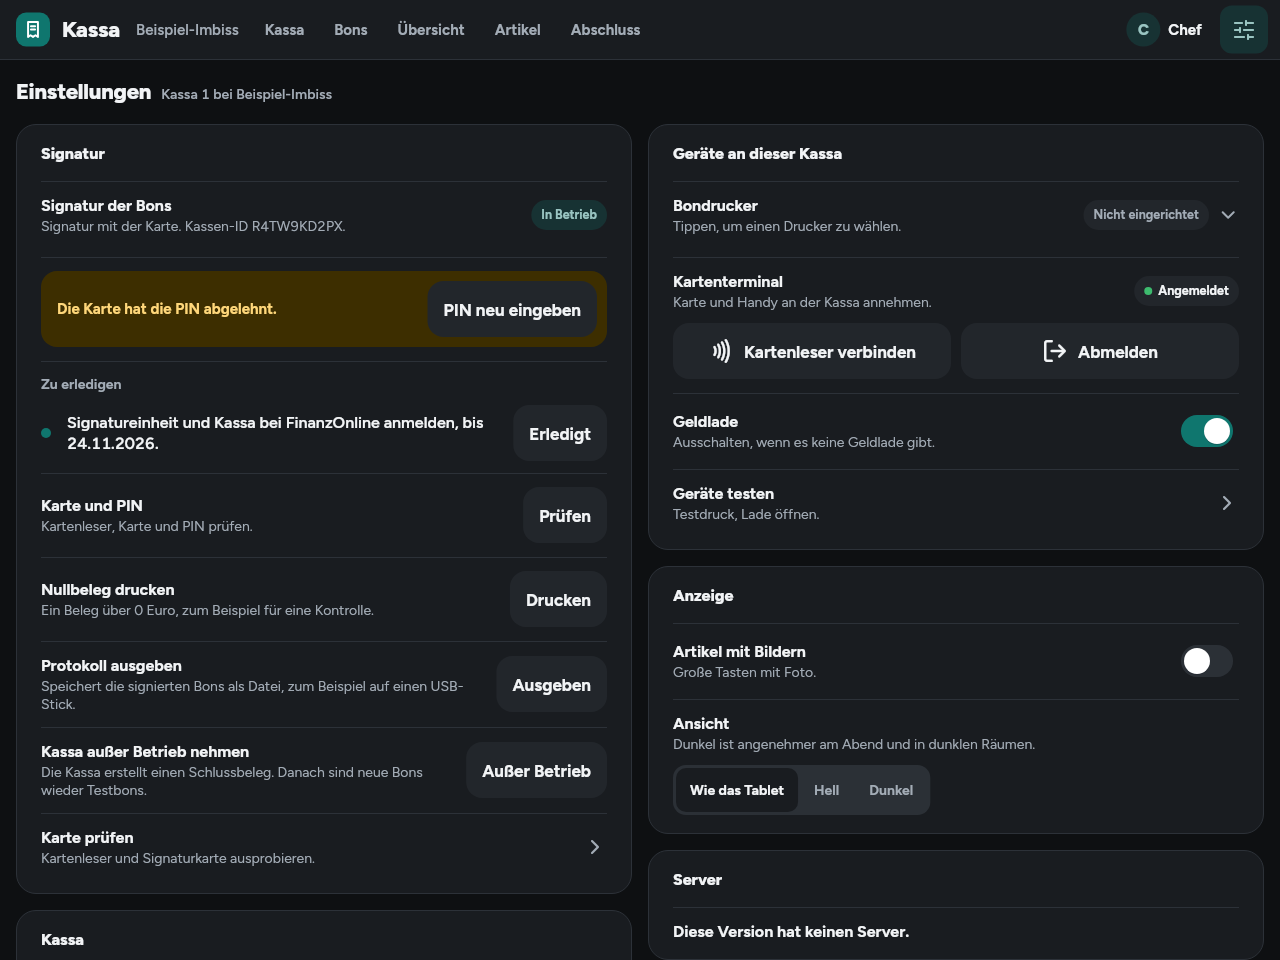 Kassa Beispiel-Imbiss Kassa Bons Übersicht Artikel Abschluss C Chef
Einstellungen Kassa 1 bei Beispiel-Imbiss
Signatur
Signatur der Bons
Signatur mit der Karte. Kassen-ID R4TW9KD2PX.
In Betrieb
Die Karte hat die PIN abgelehnt.
PIN neu eingeben
Zu erledigen
Signatureinheit und Kassa bei FinanzOnline anmelden, bis
24.11.2026.
Erledigt
Karte und PIN
Kartenleser, Karte und PIN prüfen.
Prüfen
Nullbeleg drucken
Ein Beleg über 0 Euro, zum Beispiel für eine Kontrolle.
Drucken
Protokoll ausgeben
Speichert die signierten Bons als Datei, zum Beispiel auf einen USB-
Stick.
Ausgeben
Kassa außer Betrieb nehmen
Die Kassa erstellt einen Schlussbeleg. Danach sind neue Bons
wieder Testbons.
Außer Betrieb
Karte prüfen
Kartenleser und Signaturkarte ausprobieren.
Kassa
Geräte an dieser Kassa
Bondrucker
Tippen, um einen Drucker zu wählen.
Nicht eingerichtet
Kartenterminal
Karte und Handy an der Kassa annehmen.
Angemeldet
Kartenleser verbinden
Abmelden
Geldlade
Ausschalten, wenn es keine Geldlade gibt.
Geräte testen
Testdruck, Lade öffnen.
Anzeige
Artikel mit Bildern
Große Tasten mit Foto.
Ansicht
Dunkel ist angenehmer am Abend und in dunklen Räumen.
Wie das Tablet Hell Dunkel
Server
Diese Version hat keinen Server.